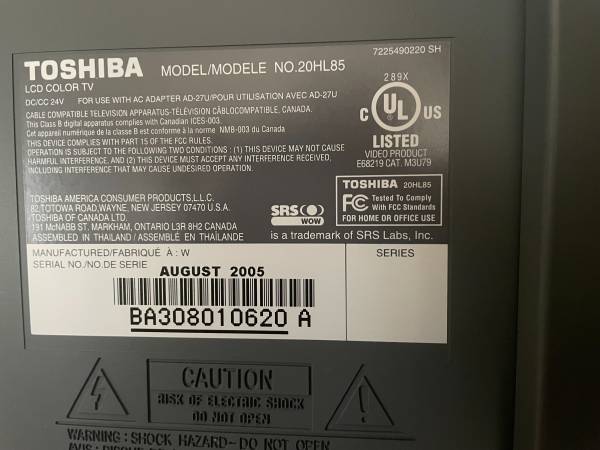 7225490220 SH
TOSHIBA MODEL/MODELE NO.20HL85
LCD COLOR TV
DC/CC 24V FOR USE WITH AC ADAPTER AD-27U/POUR UTILISATION AVEC AD-27U
CABLE COMPATIBLE TELEVISION APPARATUS-TÉLÉVISION CÂBLOCOMPATIBLE, CANADA.
This Class B digital apparatus complies with Canadian ICES-003.
Cet appareil numérique de la classe B est conforme à la norme NMB-003 du Canada
THIS DEVICE COMPLIES WITH PART 15 OF THE FCC RULES.
OPERATION IS SUBJECT TO THE FOLLOWING TWO CONDITIONS : (1) THIS DEVICE MAY NOT CAUSE
HARMFUL INTERFERENCE, AND (2) THIS DEVICE MUST ACCEPT ANY INTERFERENCE RECEIVED,
INCLUDING INTERFERENCE THAT MAY CAUSE UNDESIRED OPERATION.
289X
C UL US
LISTED
VIDEO PRODUCT
E68219 CAT. M3U79
TOSHIBA AMERICA CONSUMER PRODUCTS,L.L.C.
82,TOTOWA ROAD,WAYNE, NEW JERSEY 07470 U.S.A.
TOSHIBA OF CANADA LTD.
191 McNABB ST. MARKHAM, ONTARIO L3R 8H2 CANADA
ASSEMBLED IN THAILAND / ASSEMBLÉ EN THAÏLANDE
TOSHIBA 20HL85
FC Tested To Comply
With FCC Standards
FOR HOME OR OFFICE USE
SRS
WOW
is a trademark of SRS Labs, Inc.
MANUFACTURED/FABRIQUÉ À : W
SERIAL NO./NO.DE SERIE
SERIES
AUGUST 2005
BA308010620 A
CAUTION
RISK OF ELECTRIC SHOCK
DO NOT OPEN
WARNING : SHOCK HAZARD-DO NOT OPEN